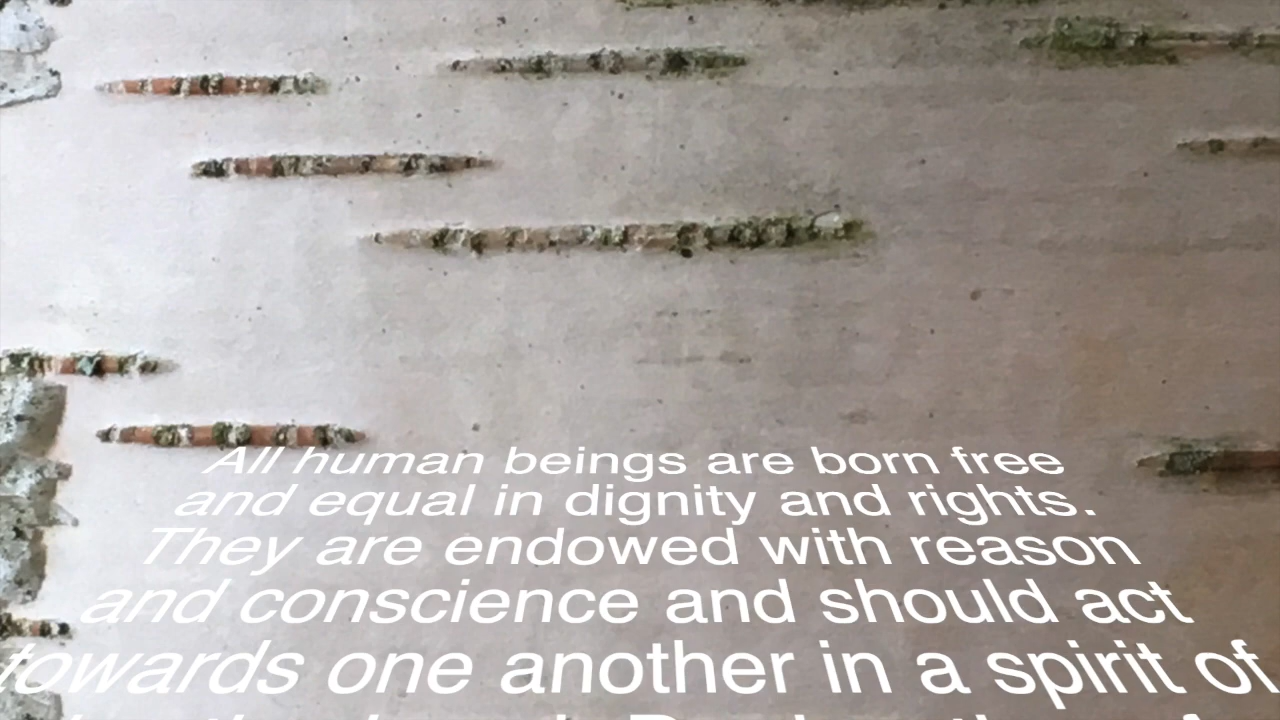 All human beings are born free
and equal in dignity and rights.
They are endowed with reason
and conscience and should act
towards one another in a spirit of